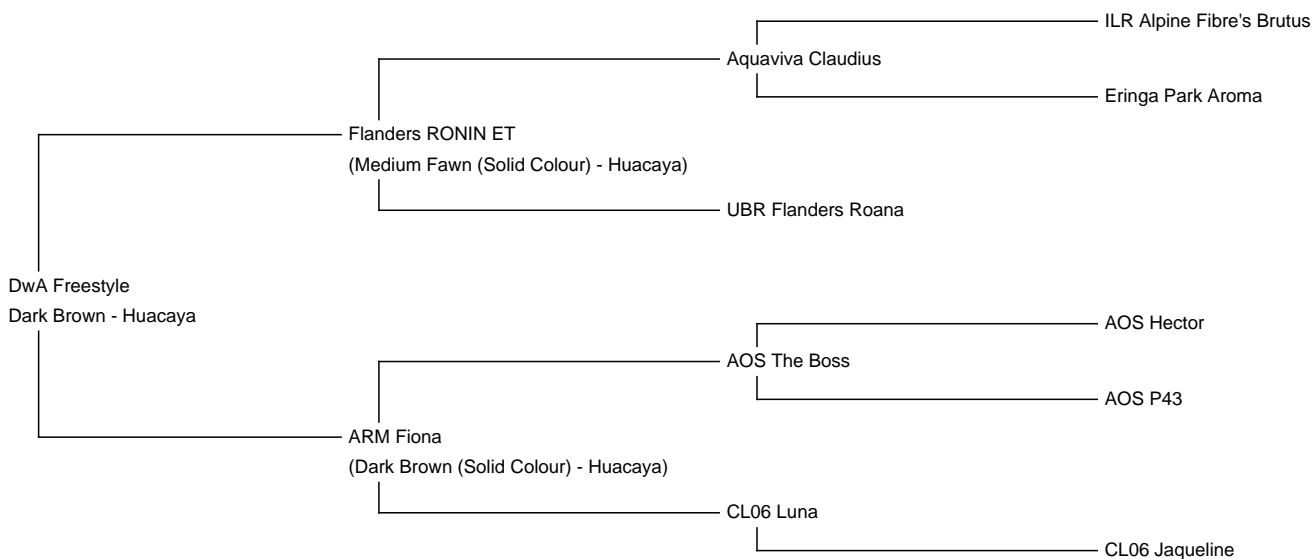 ILR Alpine Fibre's Brutus
Aquaviva Claudius
Eringa Park Aroma
Flanders RONIN ET
(Medium Fawn (Solid Colour) - Huacaya)
UBR Flanders Roana
DwA Freestyle
Dark Brown - Huacaya
AOS Hector
AOS The Boss
AOS P43
ARM Fiona
(Dark Brown (Solid Colour) - Huacaya)
CL06 Luna
CL06 Jaqueline